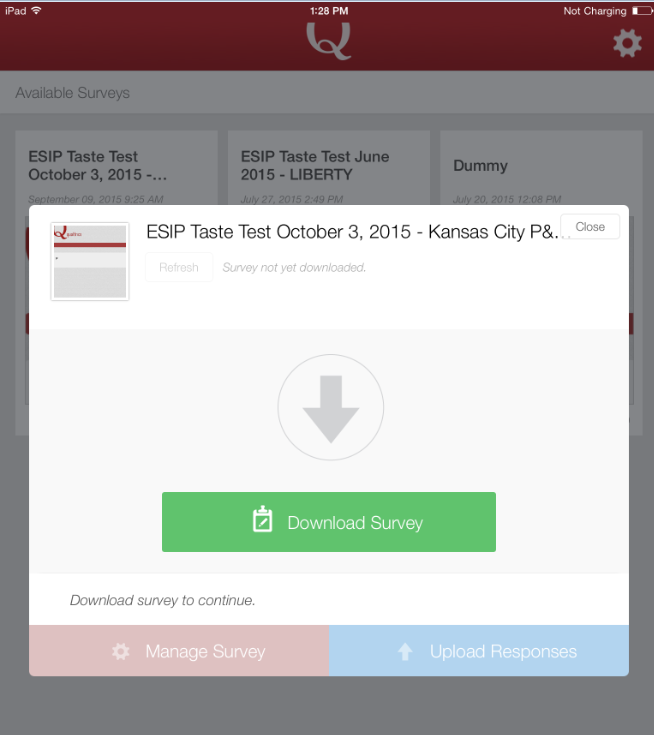 iPad 1:28 PM Not Charging
Available Surveys
ESIP Taste Test
October 3, 2015 -...
September 09, 2015 9:25 AM
ESIP Taste Test June
2015 - LIBERTY
July 27, 2015 2:49 PM
Dummy
July 20, 2015 12:08 PM
ESIP Taste Test October 3, 2015 - Kansas City P&...
Close
Refresh
Survey not yet downloaded.
Download Survey
Download survey to continue.
Manage Survey
Upload Responses